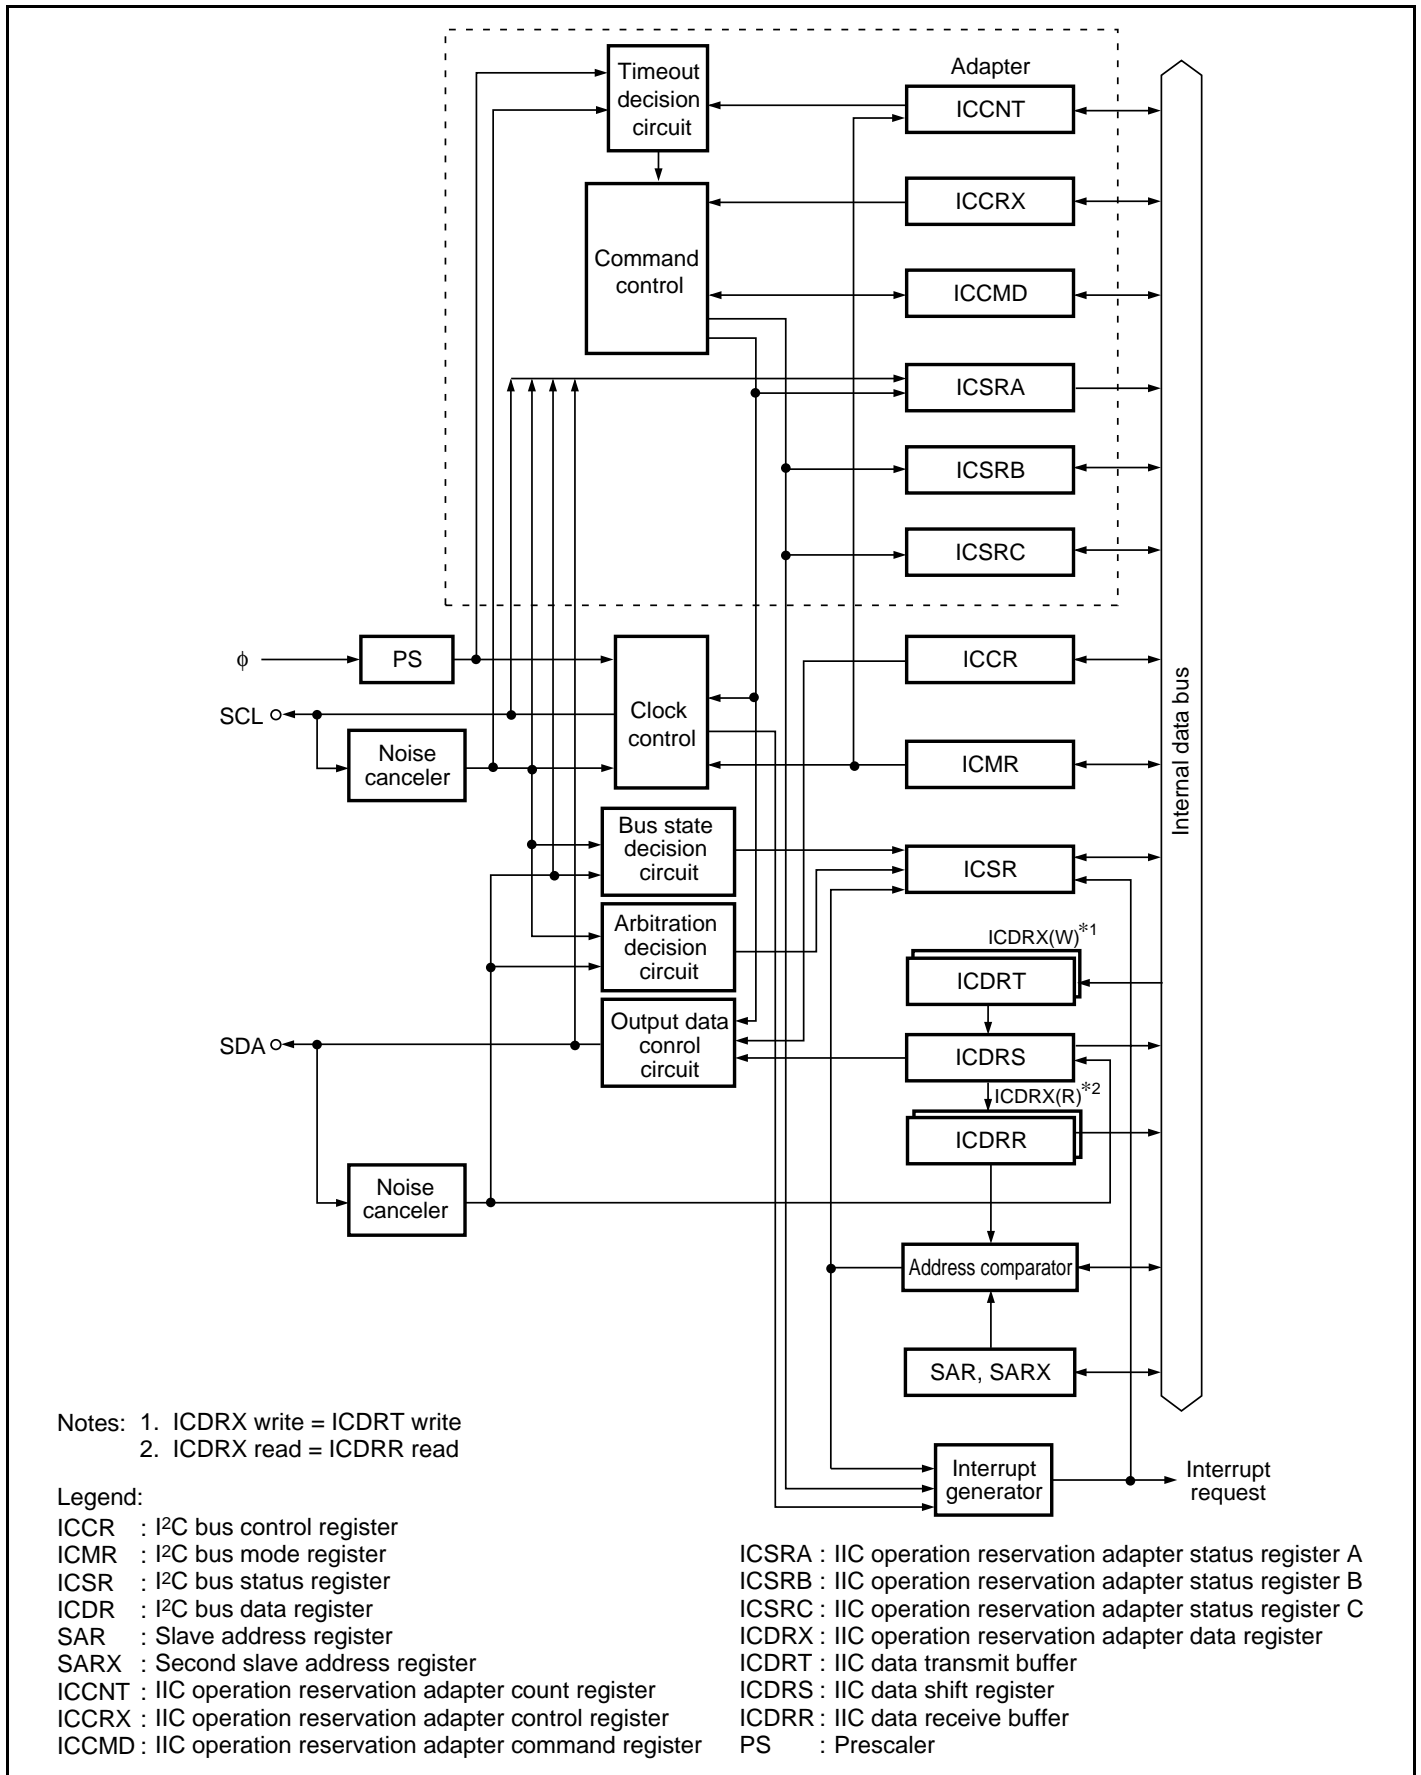 Timeout
decision
circuit
Adapter
ICCNT
ICCRX
Command
control
ICCMD
ICSRA
ICSRB
ICSRC
ϕ
PS
ICCR
SCL
Clock
control
Noise
canceler
ICMR
Internal data bus
Bus state
decision
circuit
ICSR
Arbitration
decision
circuit
ICDRX(W)*1
ICDRT
SDA
Output data
conrol
circuit
ICDRS
ICDRX(R)*2
ICDRR
Noise
canceler
Address comparator
SAR, SARX
Interrupt
generator
Interrupt
request
Notes: 1. ICDRX write = ICDRT write
2. ICDRX read = ICDRR read
Legend:
ICCR : I2C bus control register
ICMR : I2C bus mode register
ICSR : I2C bus status register
ICDR : I2C bus data register
SAR : Slave address register
SARX : Second slave address register
ICCNT : IIC operation reservation adapter count register
ICCRX : IIC operation reservation adapter control register
ICCMD : IIC operation reservation adapter command register
ICSRA : IIC operation reservation adapter status register A
ICSRB : IIC operation reservation adapter status register B
ICSRC : IIC operation reservation adapter status register C
ICDRX : IIC operation reservation adapter data register
ICDRT : IIC data transmit buffer
ICDRS : IIC data shift register
ICDRR : IIC data receive buffer
PS : Prescaler